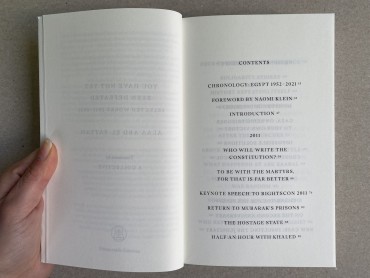 CONTENTS
CHRONOLOGY: EGYPT 1952–2021
FOREWORD BY NAOMI KLEIN
INTRODUCTION
2011
WHO WILL WRITE THE
CONSTITUTION?
TO BE WITH THE MARTYRS,
FOR THAT IS FAR BETTER
KEYNOTE SPEECH TO RIGHTSCON 2011
RETURN TO MUBARAK'S PRISONS
THE HOSTAGE STATE
HALF AN HOUR WITH KHALED